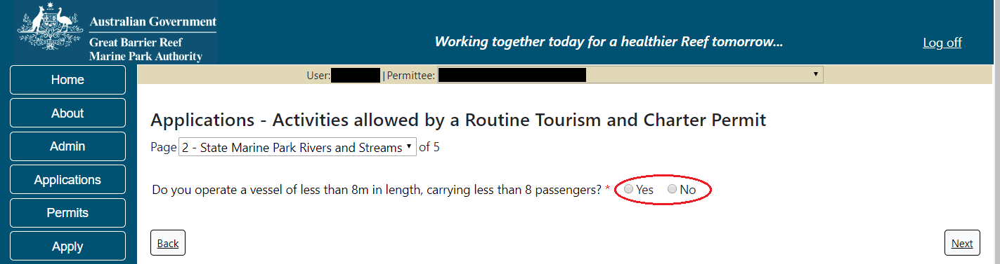 Australian Government
Great Barrier Reef
Marine Park Authority
Working together today for a healthier Reef tomorrow...
Log off
Home
About
Admin
Applications
Permits
Apply
User: | Permittee:
Applications - Activities allowed by a Routine Tourism and Charter Permit
Page 2 - State Marine Park Rivers and Streams of 5
Do you operate a vessel of less than 8m in length, carrying less than 8 passengers? * Yes No
Back
Next